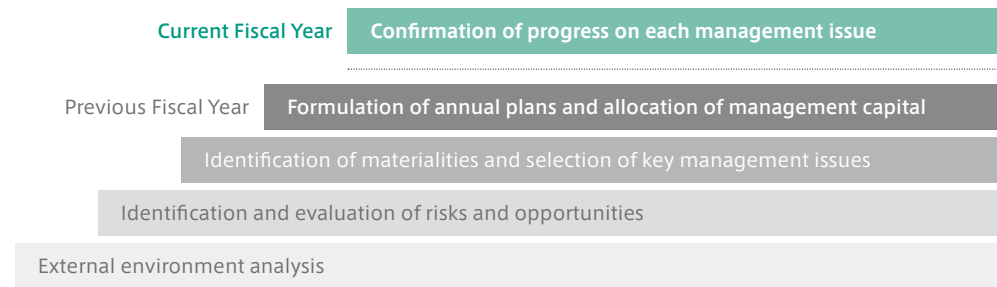 Current Fiscal Year
Confirmation of progress on each management issue
Previous Fiscal Year
Formulation of annual plans and allocation of management capital
Identification of materialities and selection of key management issues
Identification and evaluation of risks and opportunities
External environment analysis